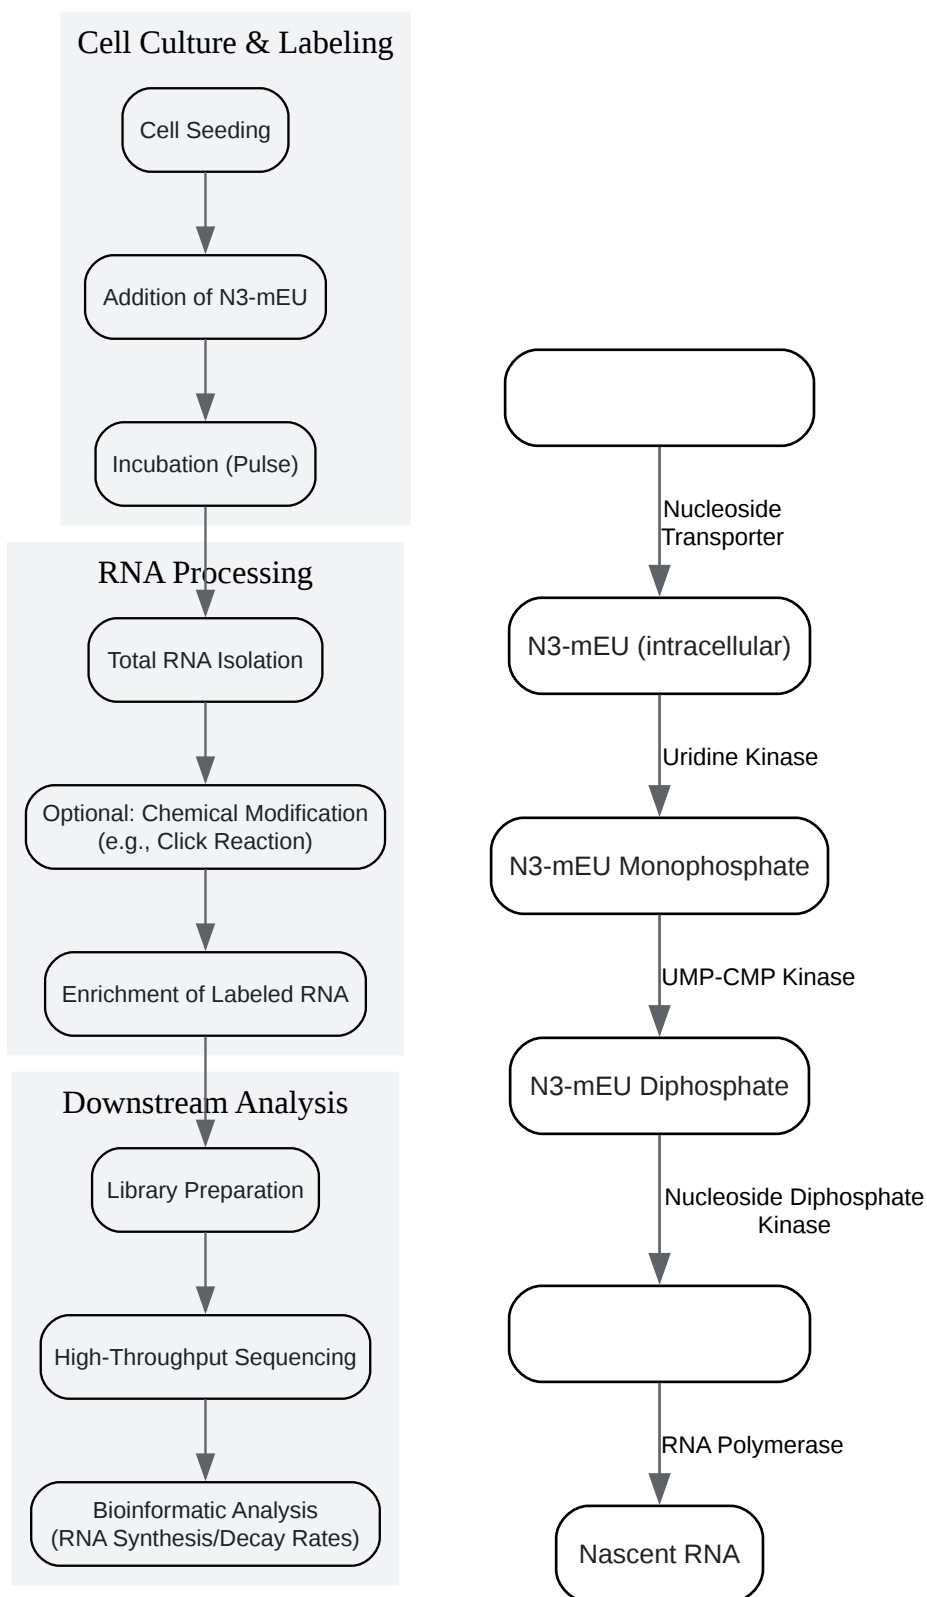 Cell Culture & Labeling
Cell Seeding
Addition of N3-mEU
Incubation (Pulse)
RNA Processing
Total RNA Isolation
Optional: Chemical Modification
(e.g., Click Reaction)
Enrichment of Labeled RNA
Downstream Analysis
Library Preparation
High-Throughput Sequencing
Bioinformatic Analysis
(RNA Synthesis/Decay Rates)
Nucleoside
Transporter
N3-mEU (intracellular)
Uridine Kinase
N3-mEU Monophosphate
UMP-CMP Kinase
N3-mEU Diphosphate
Nucleoside Diphosphate
Kinase
RNA Polymerase
Nascent RNA